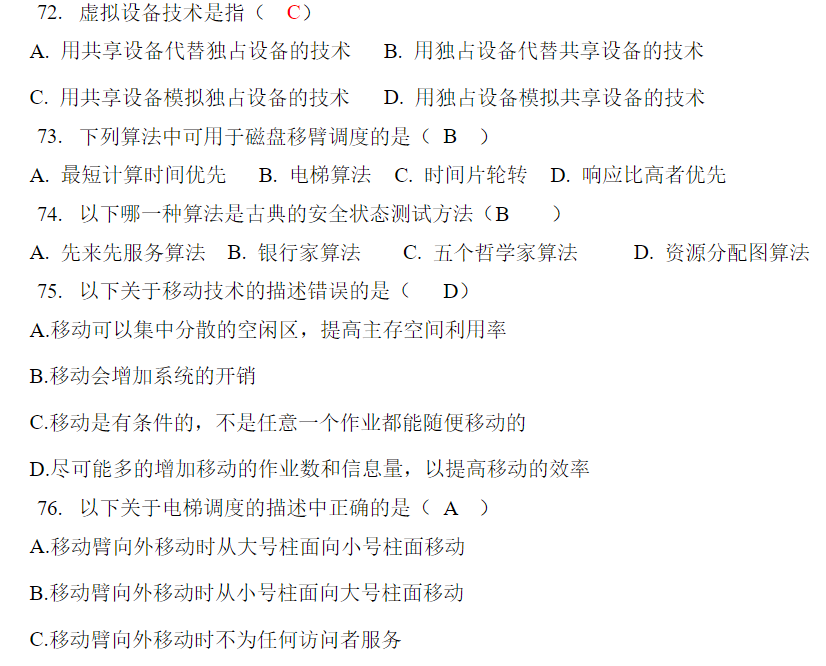 72. 虚拟设备技术是指（ C）
A. 用共享设备代替独占设备的技术 B. 用独占设备代替共享设备的技术
C. 用共享设备模拟独占设备的技术 D. 用独占设备模拟共享设备的技术
73. 下列算法中可用于磁盘移臂调度的是（ B ）
A. 最短计算时间优先 B. 电梯算法 C. 时间片轮转 D. 响应比高者优先
74. 以下哪一种算法是古典的安全状态测试方法（B ）
A. 先来先服务算法 B. 银行家算法 C. 五个哲学家算法 D. 资源分配图算法
75. 以下关于移动技术的描述错误的是（ D）
A.移动可以集中分散的空闲区，提高主存空间利用率
B.移动会增加系统的开销
C.移动是有条件的，不是任意一个作业都能随便移动的
D.尽可能多的增加移动的作业数和信息量，以提高移动的效率
76. 以下关于电梯调度的描述中正确的是（ A ）
A.移动臂向外移动时从大号柱面向小号柱面移动
B.移动臂向外移动时从小号柱面向大号柱面移动
C.移动臂向外移动时不为任何访问者服务